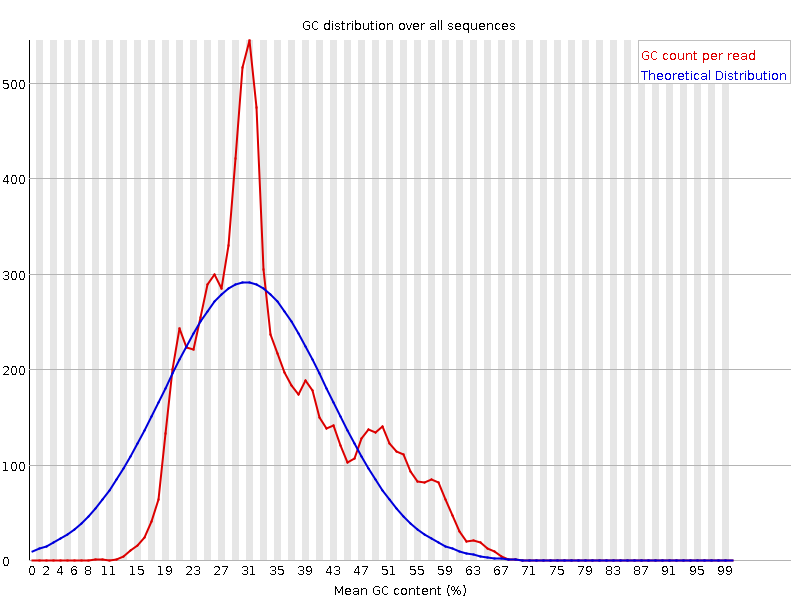 GC distribution over all sequences
GC count per read
Theoretical Distribution
500
400
300
200
100
0
0 2 4 6 8 11 15 19 23 27 31 35 39 43 47 51 55 59 63 67 71 75 79 83 87 91 95 99
Mean GC content (%)